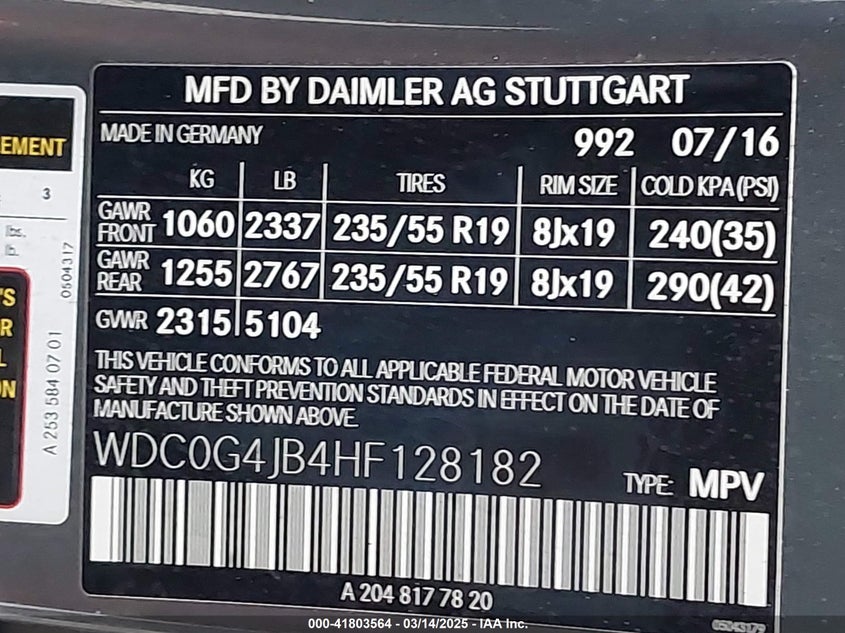 MFD BY DAIMLER AG STUTTGART
MADE IN GERMANY 992 07/16
KG LB TIRES RIM SIZE COLD KPA(PSI)
GAWR FRONT 1060 2337 235/55 R19 8Jx19 240(35)
GAWR REAR 1255 2767 235/55 R19 8Jx19 290(42)
GVWR 2315 5104
THIS VEHICLE CONFORMS TO ALL APPLICABLE FEDERAL MOTOR VEHICLE
SAFETY AND THEFT PREVENTION STANDARDS IN EFFECT ON THE DATE OF
MANUFACTURE SHOWN ABOVE.
WDC0G4JB4HF128182 TYPE: MPV
A 204 817 78 20
EMENT
3
lbs.
lb.
0504317
'S
R
L
ON
A 253 584 07 01
000-41803564 - 03/14/2025 - IAA Inc.